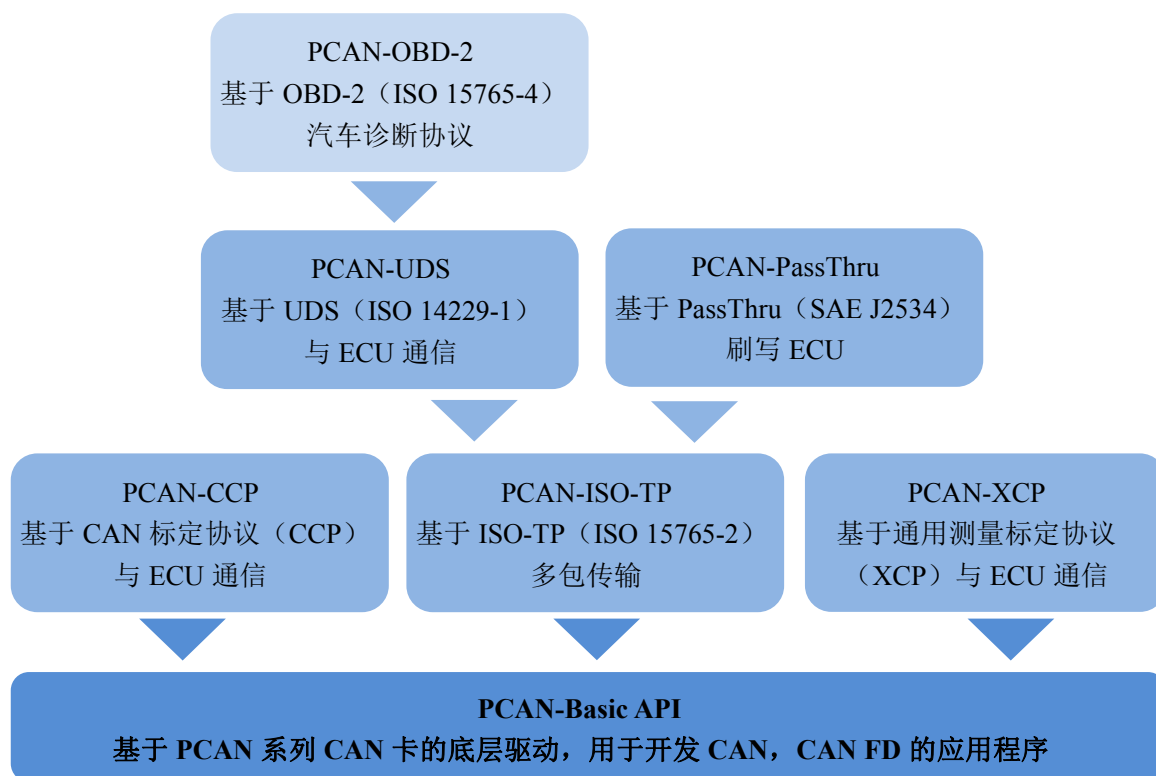 PCAN-OBD-2
基于 OBD-2（ISO 15765-4）
汽车诊断协议
PCAN-UDS
基于 UDS（ISO 14229-1）
与 ECU 通信
PCAN-PassThru
基于 PassThru（SAE J2534）
刷写 ECU
PCAN-CCP
基于 CAN 标定协议（CCP）
与 ECU 通信
PCAN-ISO-TP
基于 ISO-TP（ISO 15765-2）
多包传输
PCAN-XCP
基于通用测量标定协议
（XCP）与 ECU 通信
PCAN-Basic API
基于 PCAN 系列 CAN 卡的底层驱动，用于开发 CAN，CAN FD 的应用程序